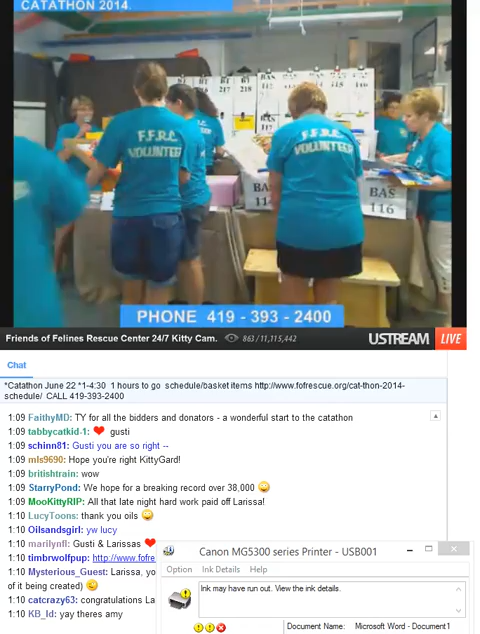 CATATHON 2014.
BT
BT
BAS
217
218
112
F.F.R.C.
VOLUNTEER
F.F.R.C.
VOLUNTEER
BAS
BAS
116
PHONE 419 - 393 - 2400
Friends of Felines Rescue Center 24/7 Kitty Cam. 863 / 11,115,442 USTREAM LIVE
Chat
*Catathon June 22 *1-4:30 1 hours to go schedule/basket items http://www.fofrescue.org/cat-thon-2014-
schedule/ CALL 419-393-2400
1:09 FaithyMD: TY for all the bidders and donators - a wonderful start to the catathon
1:09 tabbycatkid-1: gusti
1:09 schinn81: Gusti you are so right --
1:09 mls9690: Hope you're right KittyGard!
1:09 britishtrain: wow
1:09 StarryPond: We hope for a breaking record over 38,000
1:09 MooKittyRIP: All that late night hard work paid off Larissa!
1:10 LucyToons: thank you oils
1:10 Oilsandsgirl: yw lucy
1:10 marilynfl: Gusti & Larissas
1:10 timbrwolfpup: http://www.fofre
1:10 Mysterious_Guest: Larissa, yo
of it being created)
1:10 catcrazy63: congratulations La
1:10 KB_Id: yay theres amy
Canon MG5300 series Printer - USB001
Option Ink Details Help
Ink may have run out. View the ink details.
Document Name: Microsoft Word - Document1